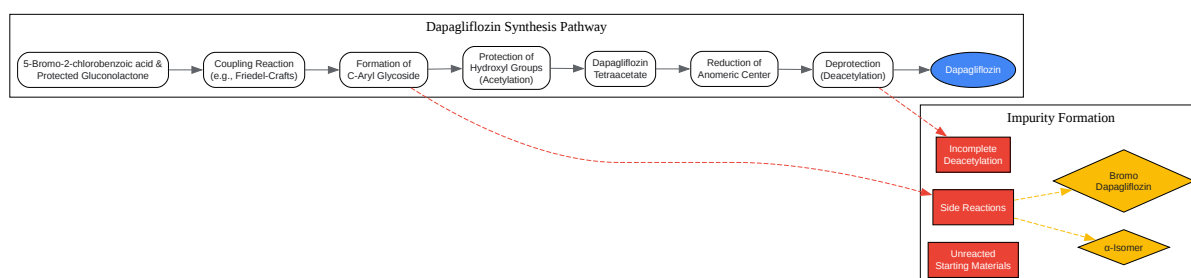 Dapagliflozin Synthesis Pathway
5-Bromo-2-chlorobenzoic acid &
Protected Gluconolactone
Coupling Reaction
(e.g., Friedel-Crafts)
Formation of
C-Aryl Glycoside
Protection of
Hydroxyl Groups
(Acetylation)
Dapagliflozin
Tetraacetate
Reduction of
Anomeric Center
Deprotection
(Deacetylation)
Dapagliflozin
Impurity Formation
Incomplete
Deacetylation
Bromo
Dapagliflozin
Side Reactions
α-Isomer
Unreacted
Starting Materials